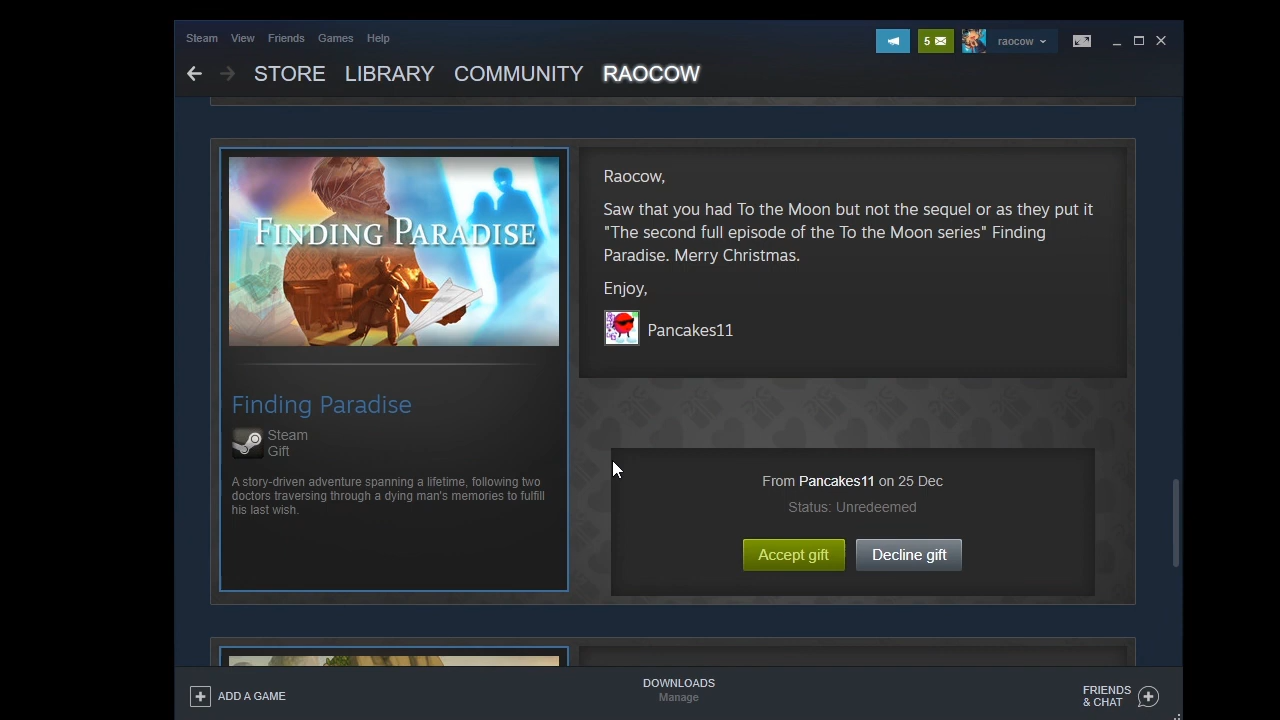 Steam View Friends Games Help
5
raocow
STORE LIBRARY COMMUNITY RAOCOW
FINDING PARADISE
Finding Paradise
Steam
Gift
A story-driven adventure spanning a lifetime, following two
doctors traversing through a dying man's memories to fulfill
his last wish.
Raocow,
Saw that you had To the Moon but not the sequel or as they put it
"The second full episode of the To the Moon series" Finding
Paradise. Merry Christmas.
Enjoy,
Pancakes11
From Pancakes11 on 25 Dec
Status: Unredeemed
Accept gift
Decline gift
ADD A GAME
DOWNLOADS
Manage
FRIENDS
& CHAT